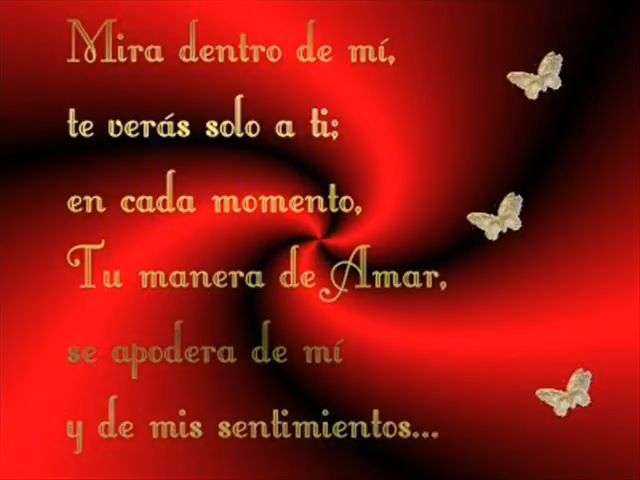 Mira dentro de mí,
te verás solo a ti;
en cada momento,
Tu manera de Amar,
se apodera de mí
y de mis sentimientos...